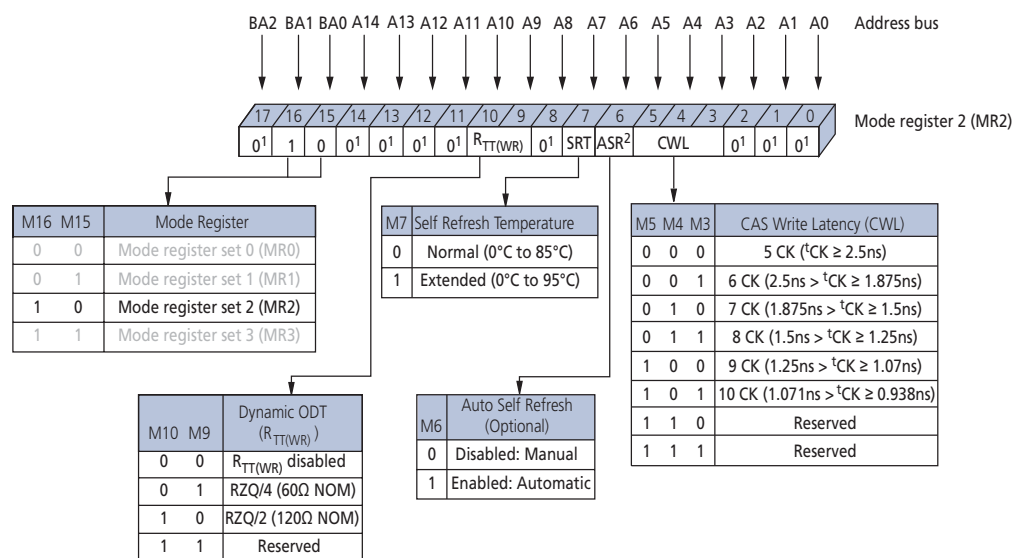 BA2 BA1 BA0 A14 A13 A12 A11 A10 A9 A8 A7 A6 A5 A4 A3 A2 A1 A0 Address bus
17 16 15 14 13 12 11 10 9 8 7 6 5 4 3 2 1 0
Mode register 2 (MR2)
0¹ 1 0 0¹ 0¹ 0¹ 0¹ RTT(WR) 0¹ SRT ASR² CWL 0¹ 0¹ 0¹
M16 M15 Mode Register
0 0 Mode register set 0 (MR0)
0 1 Mode register set 1 (MR1)
1 0 Mode register set 2 (MR2)
1 1 Mode register set 3 (MR3)
M7 Self Refresh Temperature
0 Normal (0°C to 85°C)
1 Extended (0°C to 95°C)
M5 M4 M3 CAS Write Latency (CWL)
0 0 0 5 CK (ᵗCK ≥ 2.5ns)
0 0 1 6 CK (2.5ns > ᵗCK ≥ 1.875ns)
0 1 0 7 CK (1.875ns > ᵗCK ≥ 1.5ns)
0 1 1 8 CK (1.5ns > ᵗCK ≥ 1.25ns)
1 0 0 9 CK (1.25ns > ᵗCK ≥ 1.07ns)
1 0 1 10 CK (1.071ns > ᵗCK ≥ 0.938ns)
1 1 0 Reserved
1 1 1 Reserved
M10 M9 Dynamic ODT
(RTT(WR) )
0 0 RTT(WR) disabled
0 1 RZQ/4 (60Ω NOM)
1 0 RZQ/2 (120Ω NOM)
1 1 Reserved
M6 Auto Self Refresh
(Optional)
0 Disabled: Manual
1 Enabled: Automatic